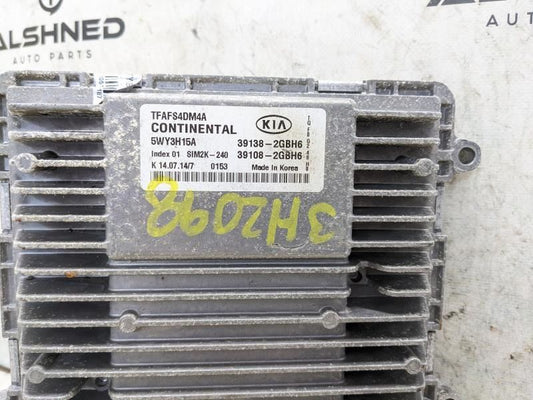 ALSHNED
AUTO PARTS
AUTO
TFAFS4DM4A
CONTINENTAL
KIA
5WY3H15A
39138-2GBH6
Index 01 SIM2K-240
39108-2GBH6
K 14.07.14/7
0153
Made in Korea
3H2098